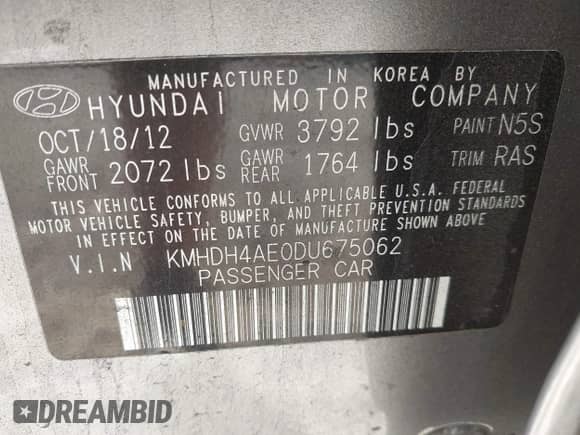 MANUFACTURED IN KOREA BY
HYUNDAI MOTOR COMPANY
OCT/18/12 GVWR 3792 lbs PAINT N5S
GAWR FRONT 2072 lbs GAWR REAR 1764 lbs TRIM RAS
THIS VEHICLE CONFORMS TO ALL APPLICABLE U.S.A. FEDERAL
MOTOR VEHICLE SAFETY, BUMPER, AND THEFT PREVENTION STANDARDS
IN EFFECT ON THE DATE OF MANUFACTURE SHOWN ABOVE.
V.I.N KMHDH4AE0DU675062
PASSENGER CAR
DREAMBID